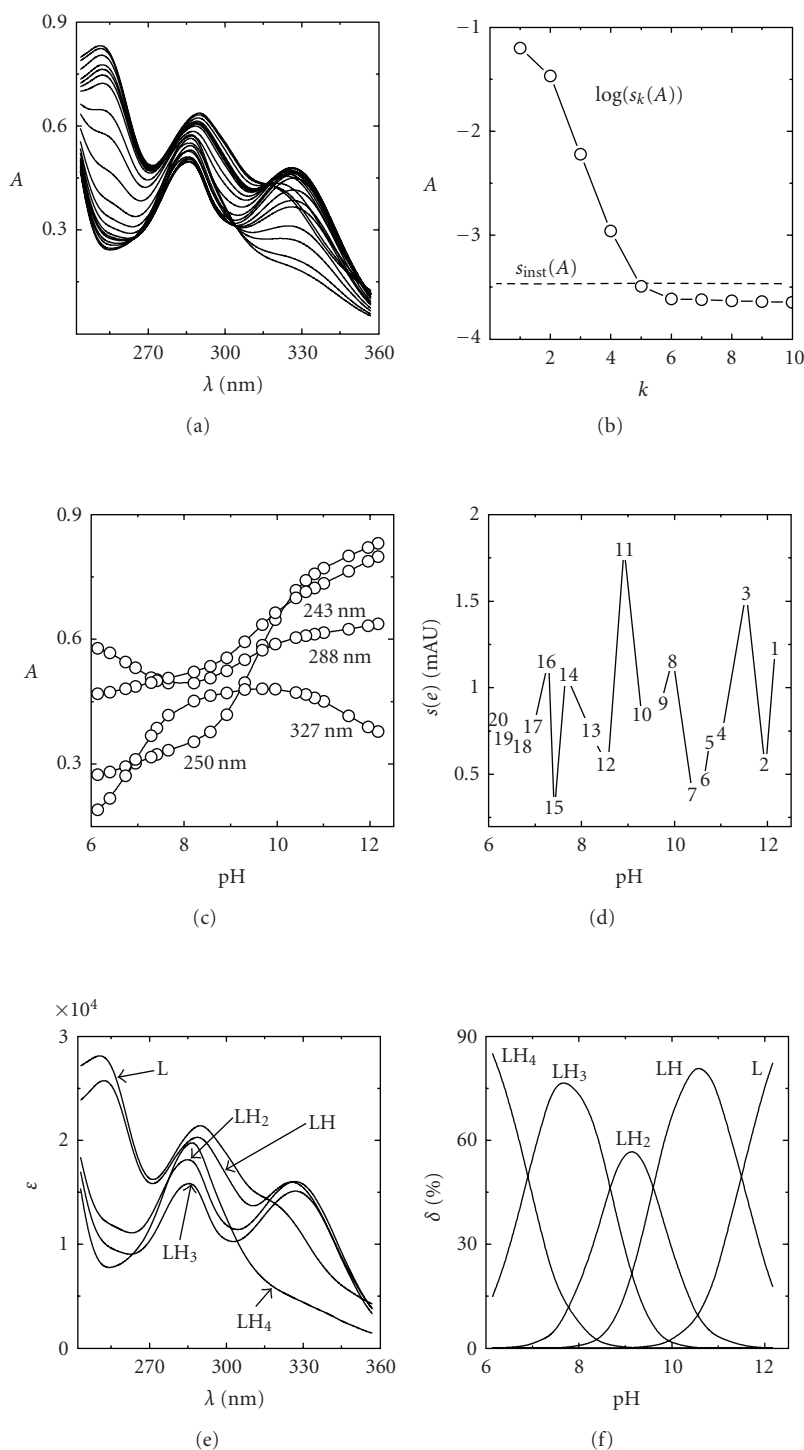 0.9
0.6
A
0.3
270 300 330 360
λ (nm)
(a)
−1
−2
A
−3
−4
log(sₖ(A))
s_inst(A)
2 4 6 8 10
k
(b)
0.9
0.6
A
0.3
243 nm
288 nm
327 nm
250 nm
6 8 10 12
pH
(c)
2
1.5
1
0.5
s(e) (mAU)
11
3
16 14 8 1
20 17 13 10 9 4
19 18 12 5 2
15 7 6
6 8 10 12
pH
(d)
×10⁴
3
2
ε
1
0
L
LH₂ LH
LH₃
LH₄
270 300 330 360
λ (nm)
(e)
90
60
δ (%)
30
0
LH₄ LH₃ LH₂ LH L
6 8 10 12
pH
(f)